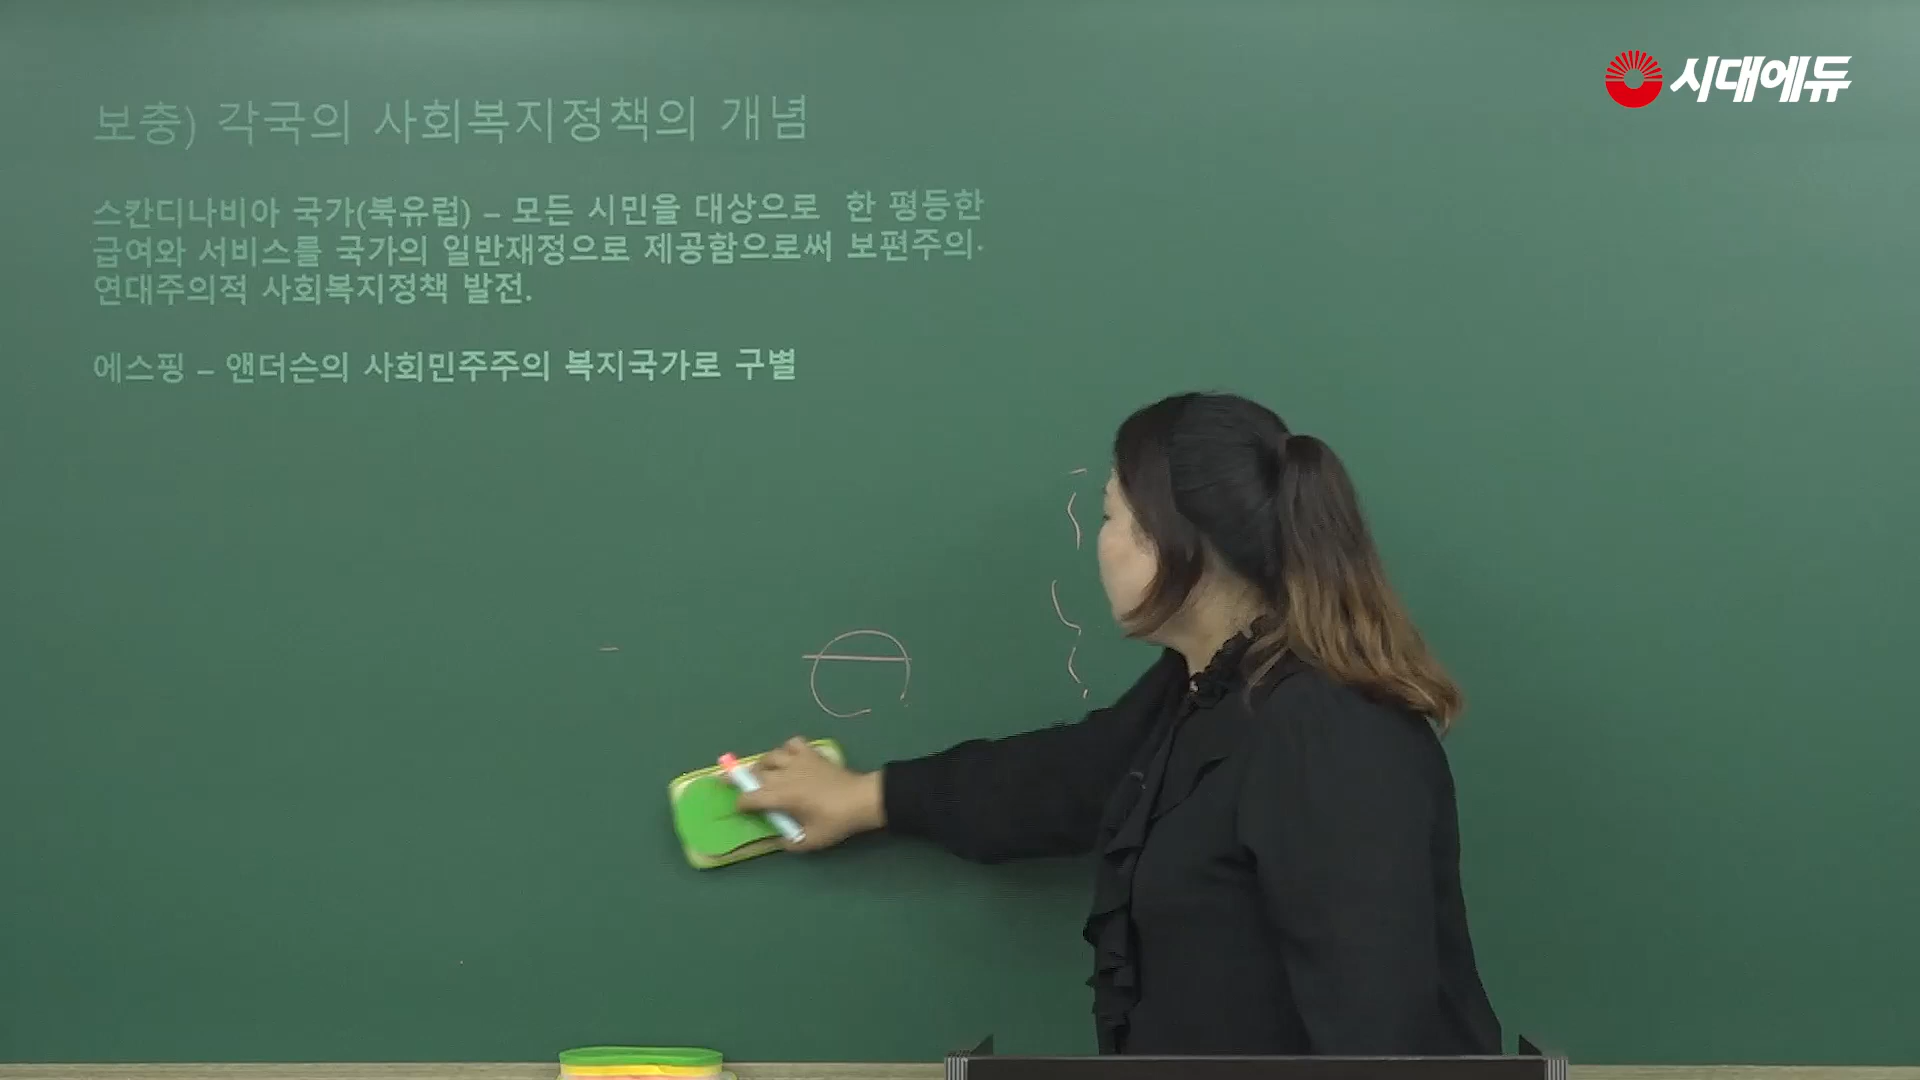 시대에듀
보충) 각국의 사회복지정책의 개념
스칸디나비아 국가(북유럽) – 모든 시민을 대상으로 한 평등한
급여와 서비스를 국가의 일반재정으로 제공함으로써 보편주의·
연대주의적 사회복지정책 발전.
에스핑 – 앤더슨의 사회민주주의 복지국가로 구별